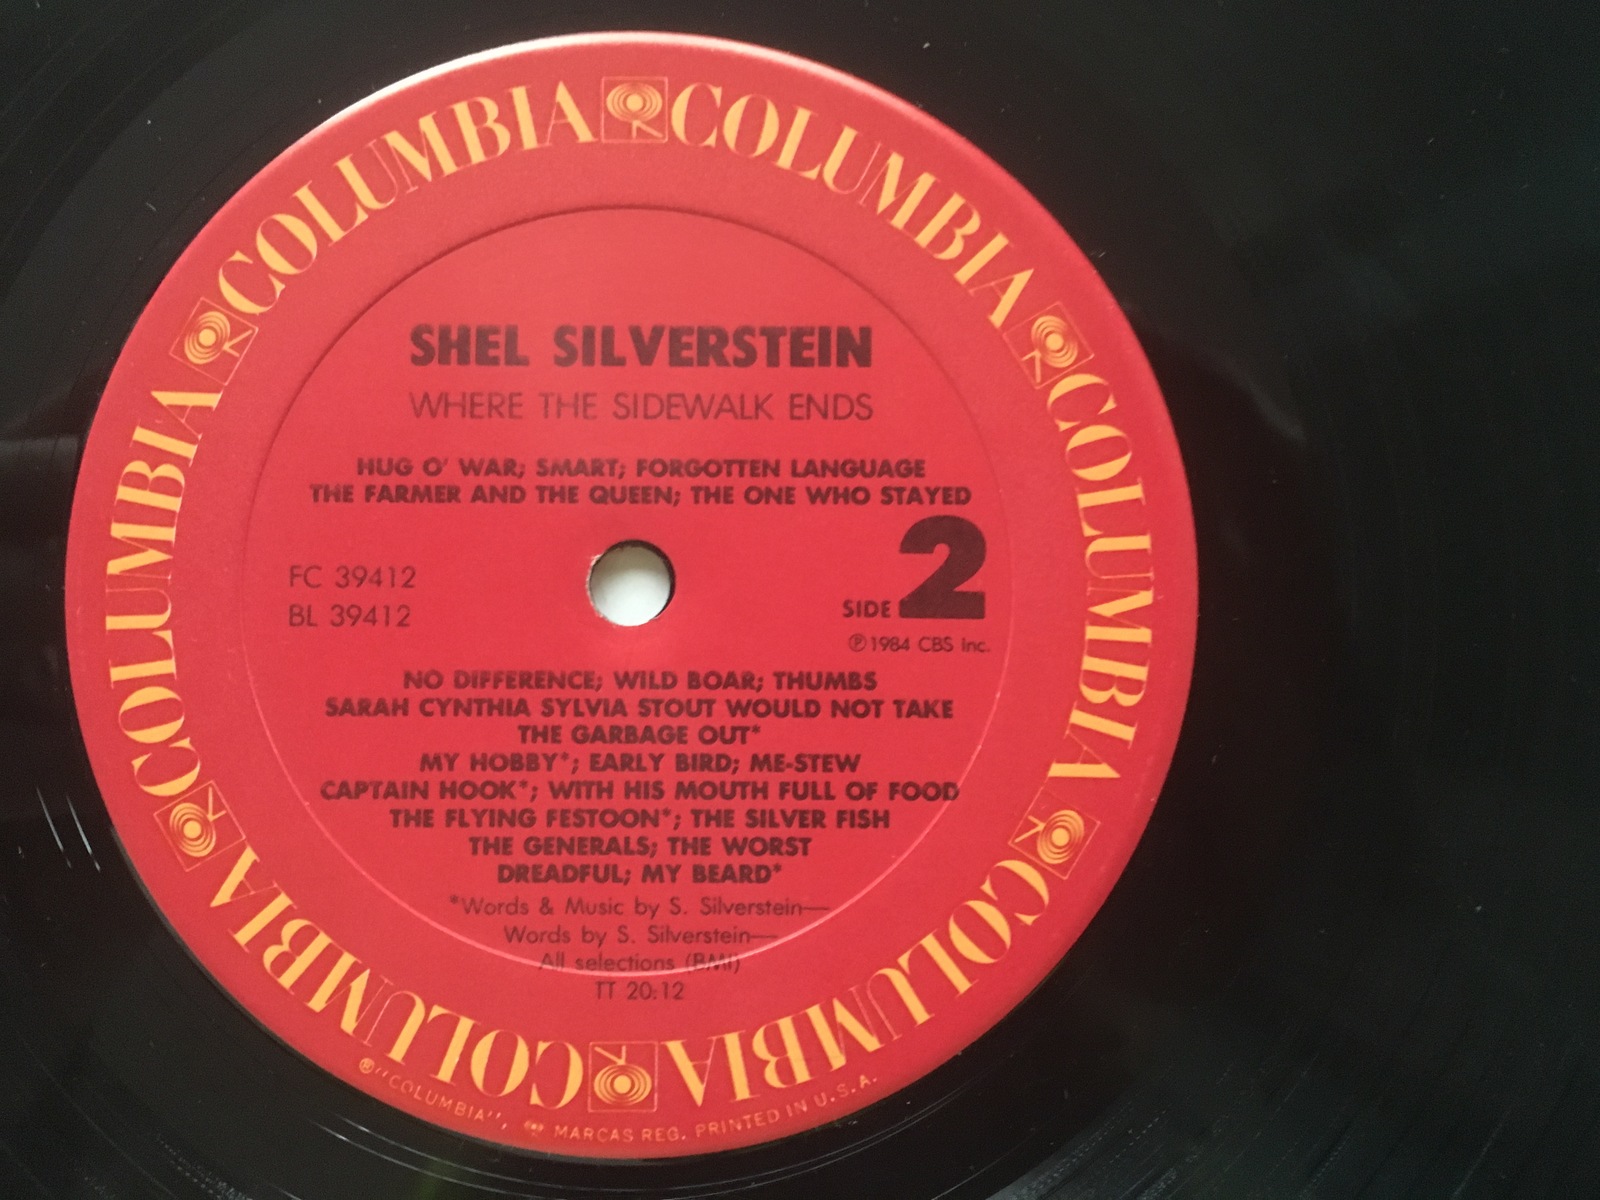 COLUMBIA COLUMBIA COLUMBIA COLUMBIA COLUMBIA COLUMBIA
SHEL SILVERSTEIN
WHERE THE SIDEWALK ENDS
HUG O' WAR; SMART; FORGOTTEN LANGUAGE
THE FARMER AND THE QUEEN; THE ONE WHO STAYED
FC 39412
BL 39412
SIDE 2
℗1984 CBS Inc.
NO DIFFERENCE; WILD BOAR; THUMBS
SARAH CYNTHIA SYLVIA STOUT WOULD NOT TAKE
THE GARBAGE OUT*
MY HOBBY*; EARLY BIRD; ME-STEW
CAPTAIN HOOK*; WITH HIS MOUTH FULL OF FOOD
THE FLYING FESTOON*; THE SILVER FISH
THE GENERALS; THE WORST
DREADFUL; MY BEARD*
*Words & Music by S. Silverstein—
Words by S. Silverstein—
All selections (BMI)
TT 20:12
®"COLUMBIA", MARCAS REG. PRINTED IN U.S.A.